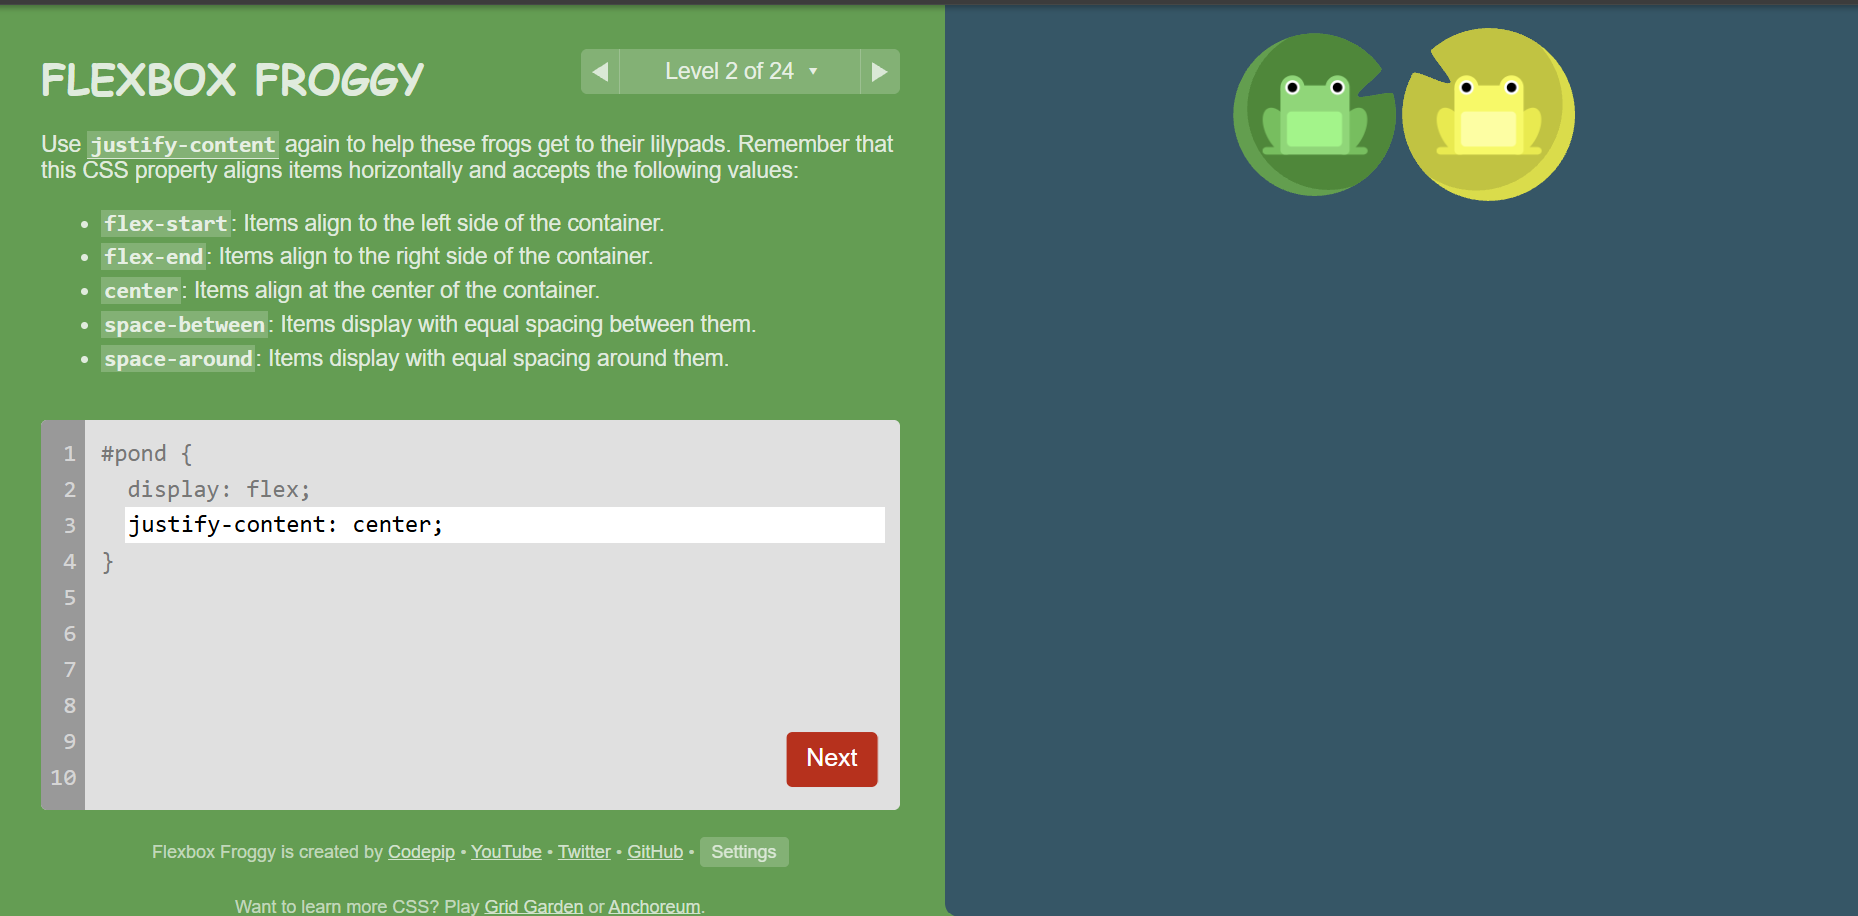 FLEXBOX FROGGY
Level 2 of 24 ▼
Use justify-content again to help these frogs get to their lilypads. Remember that
this CSS property aligns items horizontally and accepts the following values:
• flex-start: Items align to the left side of the container.
• flex-end: Items align to the right side of the container.
• center: Items align at the center of the container.
• space-between: Items display with equal spacing between them.
• space-around: Items display with equal spacing around them.
1 #pond {
2 display: flex;
3 justify-content: center;
4 }
5
6
7
8
9
10
Next
Flexbox Froggy is created by Codepip • YouTube • Twitter • GitHub • Settings
Want to learn more CSS? Play Grid Garden or Anchoreum.